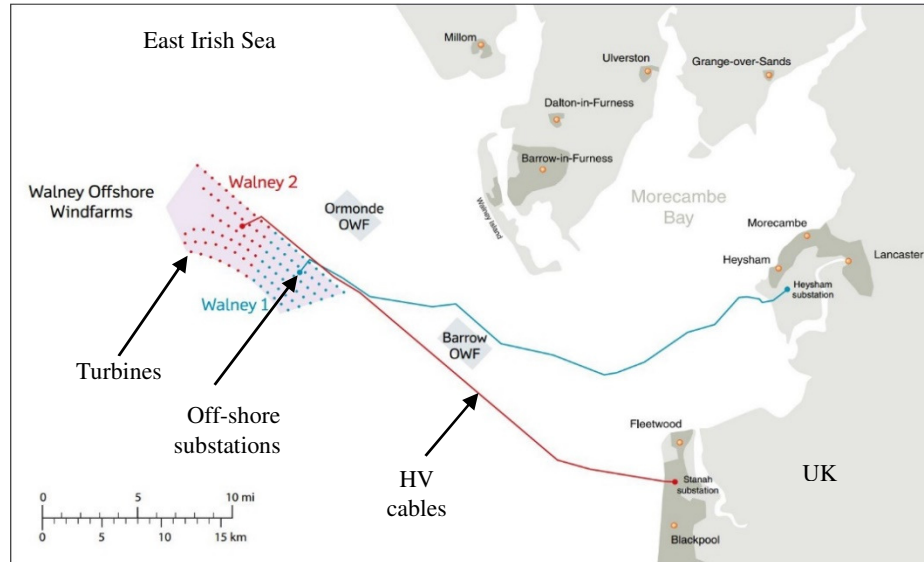 East Irish Sea
Millom
Ulverston
Grange-over-Sands
Dalton-in-Furness
Barrow-in-Furness
Walney Island
Morecambe
Bay
Walney Offshore
Windfarms
Walney 2
Ormonde
OWF
Morecambe
Heysham
Lancaster
Heysham
substation
Walney 1
Barrow
OWF
Turbines
Off-shore
substations
HV
cables
Fleetwood
Stanah
substation
UK
Blackpool
0 5 10 mi
0 5 10 15 km